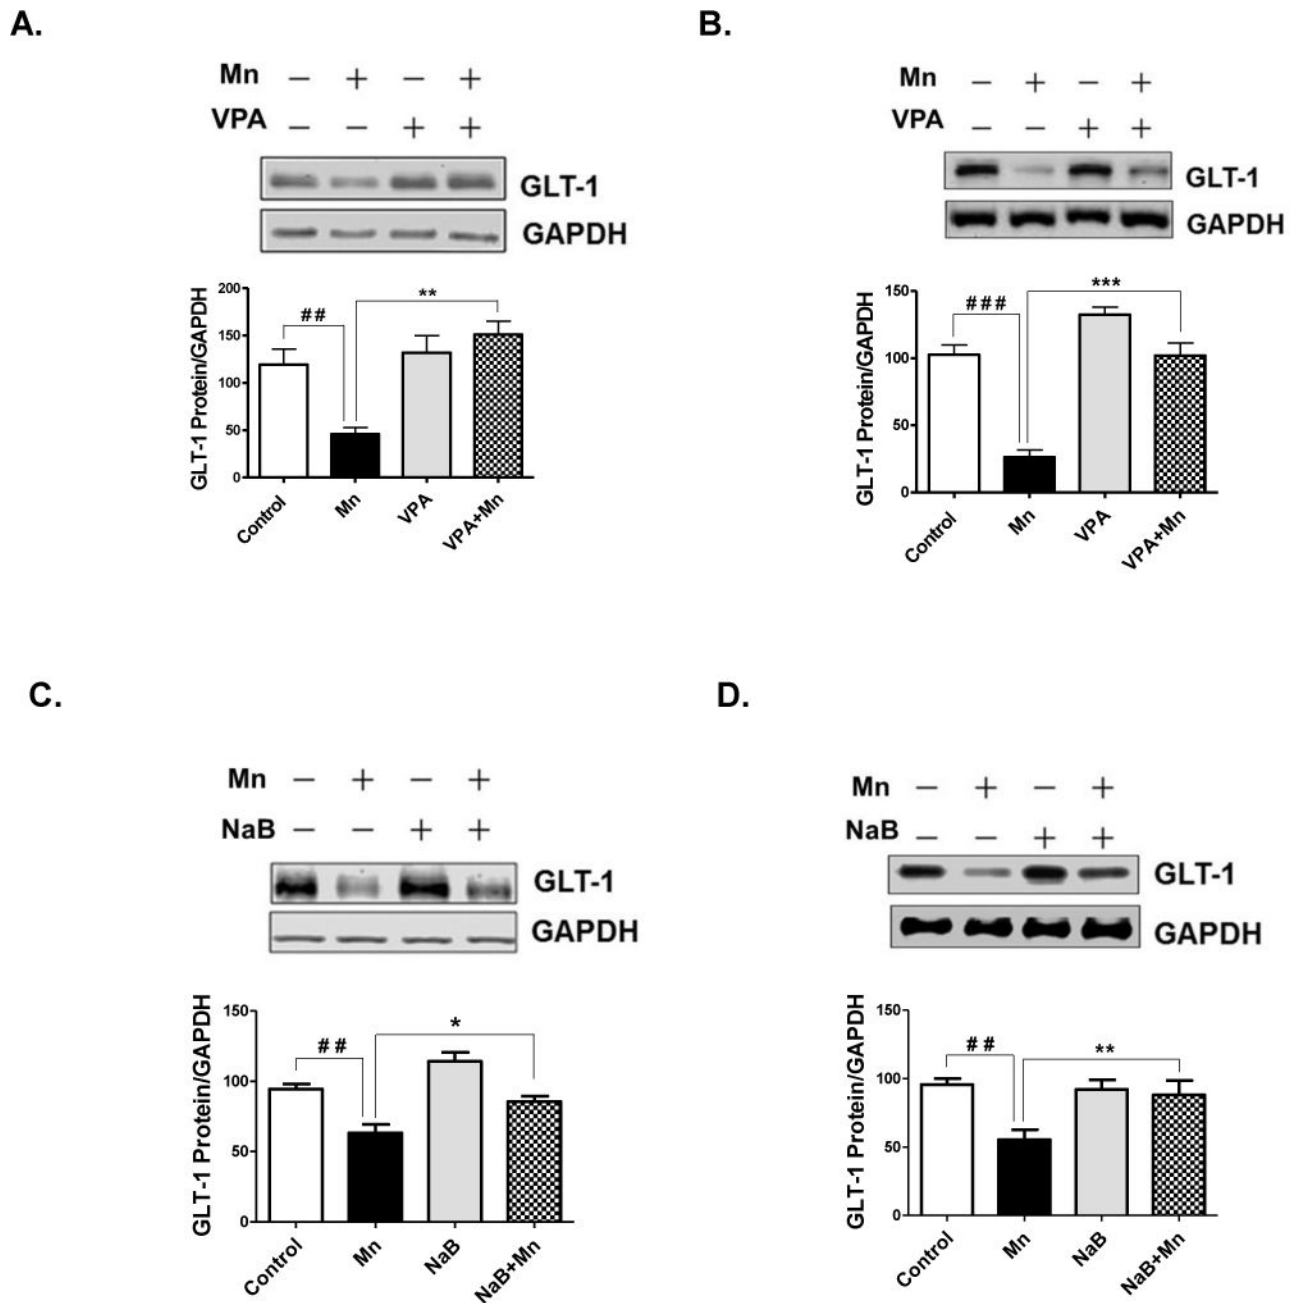 A.
Mn − + − +
VPA − − + +
GLT-1
GAPDH
GLT-1 Protein/GAPDH
200
150
100
50
0
##
**
Control
Mn
VPA
VPA+Mn
B.
Mn − + − +
VPA − − + +
GLT-1
GAPDH
GLT-1 Protein/GAPDH
150
100
50
0
###
***
Control
Mn
VPA
VPA+Mn
C.
Mn − + − +
NaB − − + +
GLT-1
GAPDH
GLT-1 Protein/GAPDH
150
100
50
0
##
*
Control
Mn
NaB
NaB+Mn
D.
Mn − + − +
NaB − − + +
GLT-1
GAPDH
GLT-1 Protein/GAPDH
150
100
50
0
##
**
Control
Mn
NaB
NaB+Mn